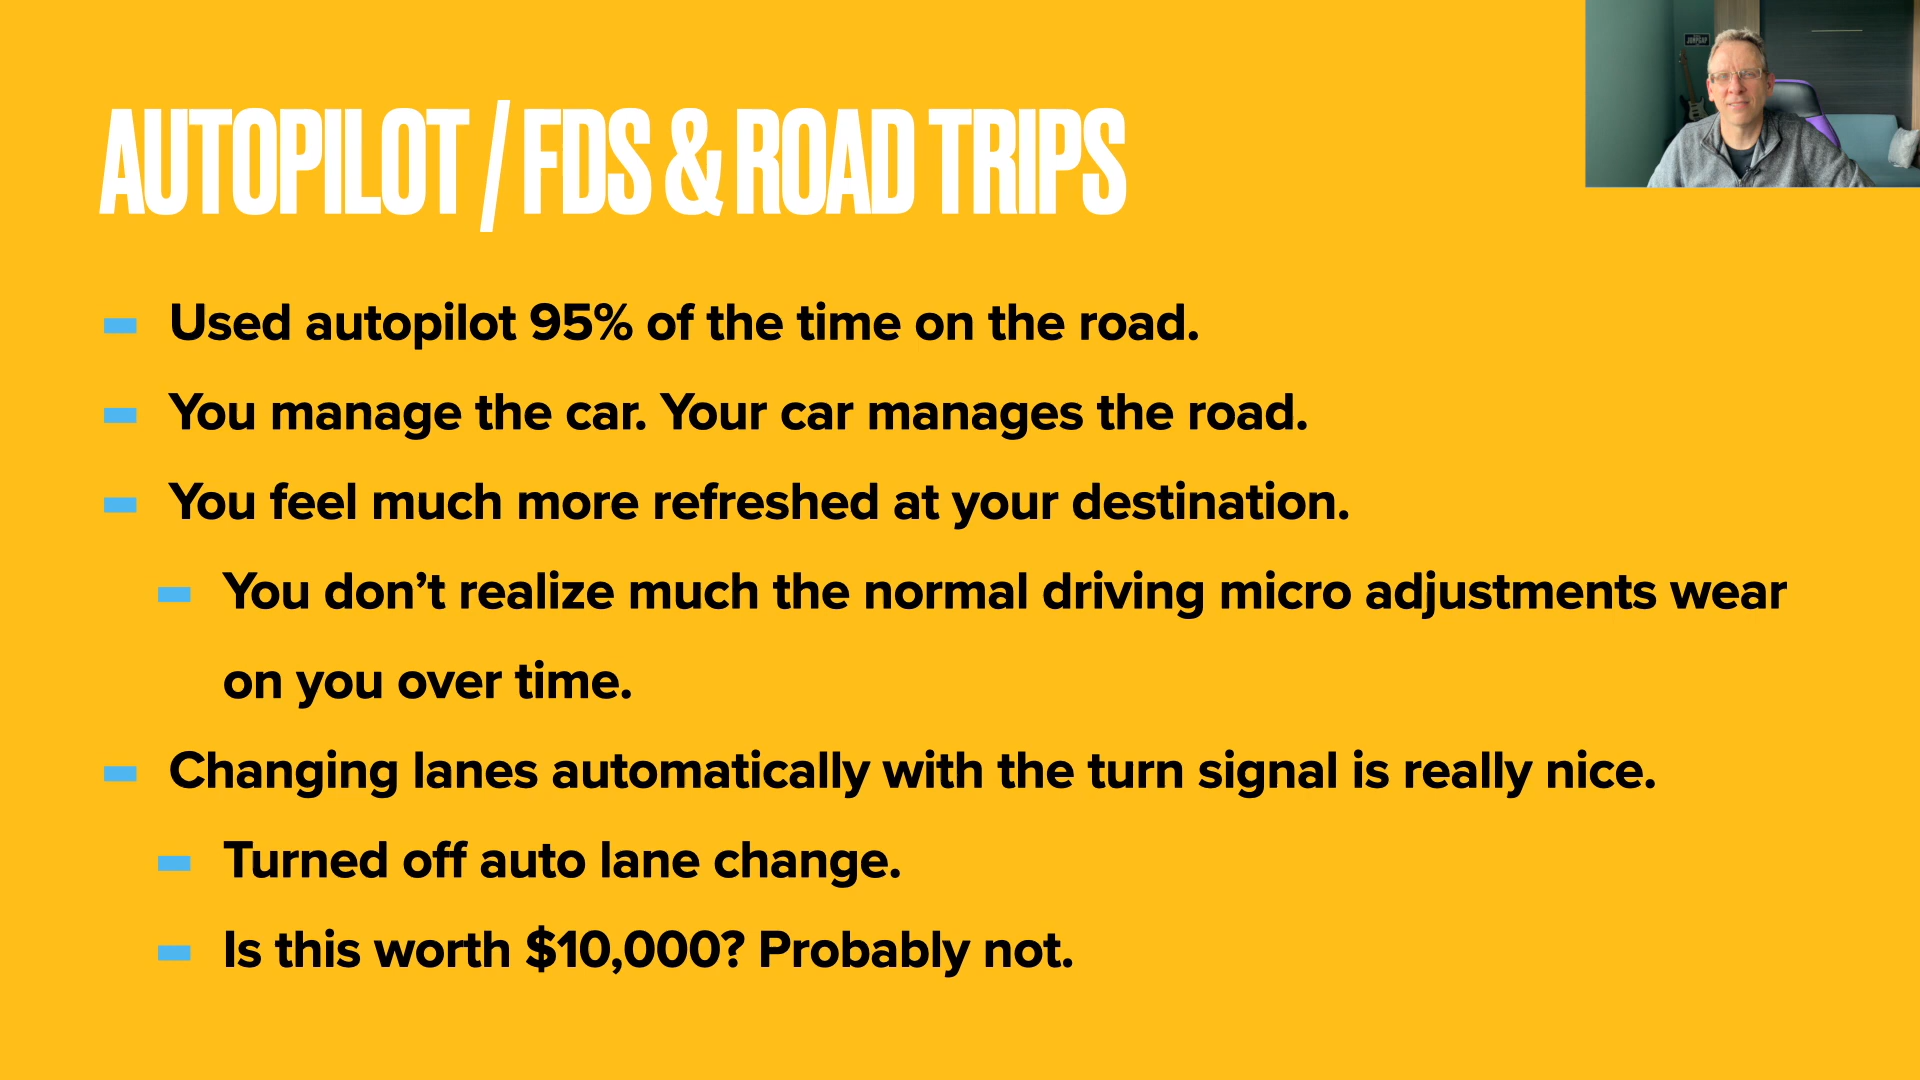 AUTOPILOT / FDS & ROAD TRIPS
Used autopilot 95% of the time on the road.
You manage the car. Your car manages the road.
You feel much more refreshed at your destination.
You don’t realize much the normal driving micro adjustments wear
on you over time.
Changing lanes automatically with the turn signal is really nice.
Turned off auto lane change.
Is this worth $10,000? Probably not.